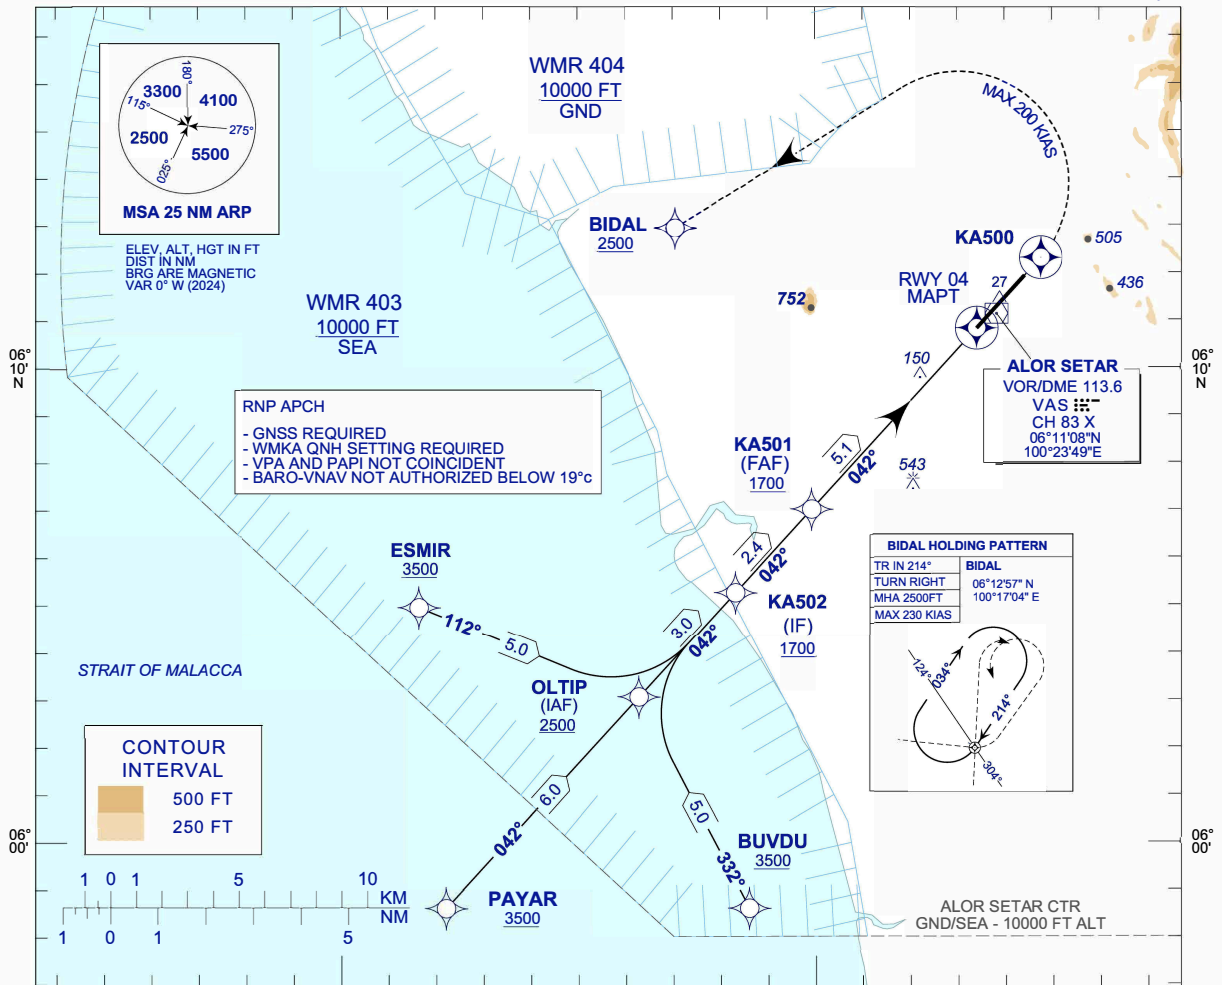 WMR 404
10000 FT
GND
180°
3300
4100
115°
275°
2500
5500
025°
MSA 25 NM ARP
ELEV, ALT, HGT IN FT
DIST IN NM
BRG ARE MAGNETIC
VAR 0° W (2024)
MAX 200 KIAS
BIDAL
2500
KA500
505
436
RWY 04
MAPT
27
752
WMR 403
10000 FT
SEA
06°
10'
N
06°
10'
N
150
ALOR SETAR
VOR/DME 113.6
VAS
CH 83 X
06°11'08"N
100°23'49"E
RNP APCH
- GNSS REQUIRED
- WMKA QNH SETTING REQUIRED
- VPA AND PAPI NOT COINCIDENT
- BARO-VNAV NOT AUTHORIZED BELOW 19°c
KA501
(FAF)
1700
5.1
042°
543
2.4
042°
ESMIR
3500
112°
5.0
3.0
042°
KA502
(IF)
1700
BIDAL HOLDING PATTERN
TR IN 214°
TURN RIGHT
MHA 2500FT
MAX 230 KIAS
BIDAL
06°12'57" N
100°17'04" E
124°
034°
214°
304°
STRAIT OF MALACCA
OLTIP
(IAF)
2500
CONTOUR
INTERVAL
500 FT
250 FT
6.0
042°
5.0
332°
BUVDU
3500
06°
00'
06°
00'
N
PAYAR
3500
1 0 1 5 10
KM
NM
1 0 1 5
ALOR SETAR CTR
GND/SEA - 10000 FT ALT